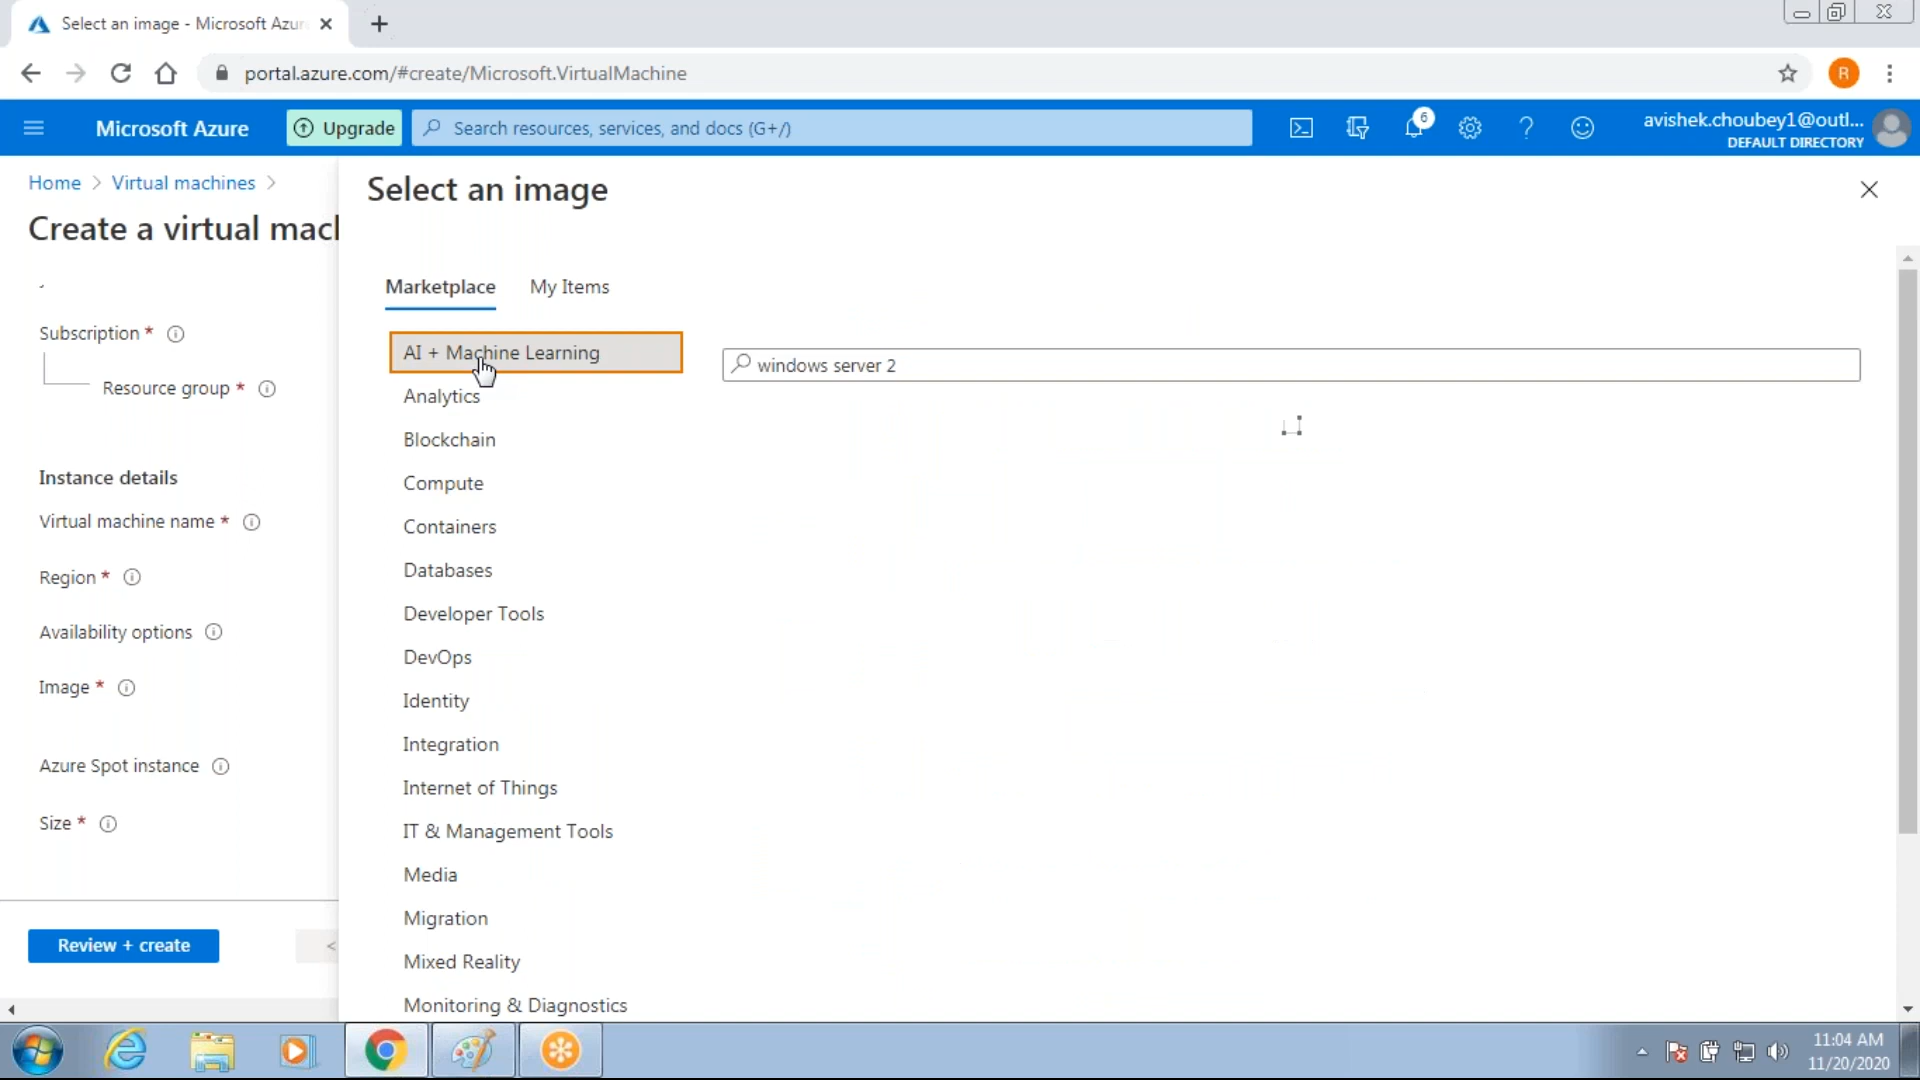 Select an image - Microsoft Azur
portal.azure.com/#create/Microsoft.VirtualMachine
R
Microsoft Azure
Upgrade
Search resources, services, and docs (G+/)
6
avishek.choubey1@outl...
DEFAULT DIRECTORY
Home > Virtual machines >
Create a virtual macl
Subscription *
Resource group *
Instance details
Virtual machine name *
Region *
Availability options
Image *
Azure Spot instance
Size *
Review + create
<
Select an image
Marketplace
My Items
AI + Machine Learning
Analytics
Blockchain
Compute
Containers
Databases
Developer Tools
DevOps
Identity
Integration
Internet of Things
IT & Management Tools
Media
Migration
Mixed Reality
Monitoring & Diagnostics
windows server 2
11:04 AM
11/20/2020